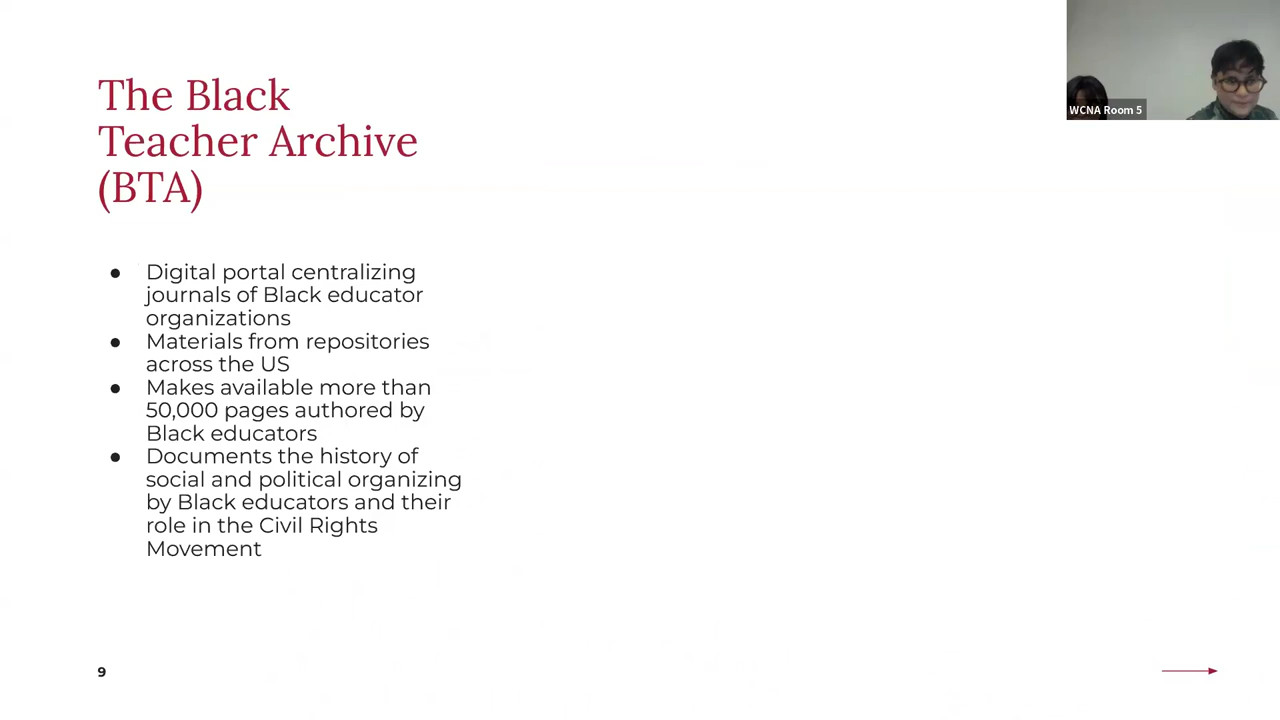 The Black
Teacher Archive
(BTA)
WCNA Room 5
● Digital portal centralizing
journals of Black educator
organizations
● Materials from repositories
across the US
● Makes available more than
50,000 pages authored by
Black educators
● Documents the history of
social and political organizing
by Black educators and their
role in the Civil Rights
Movement
9